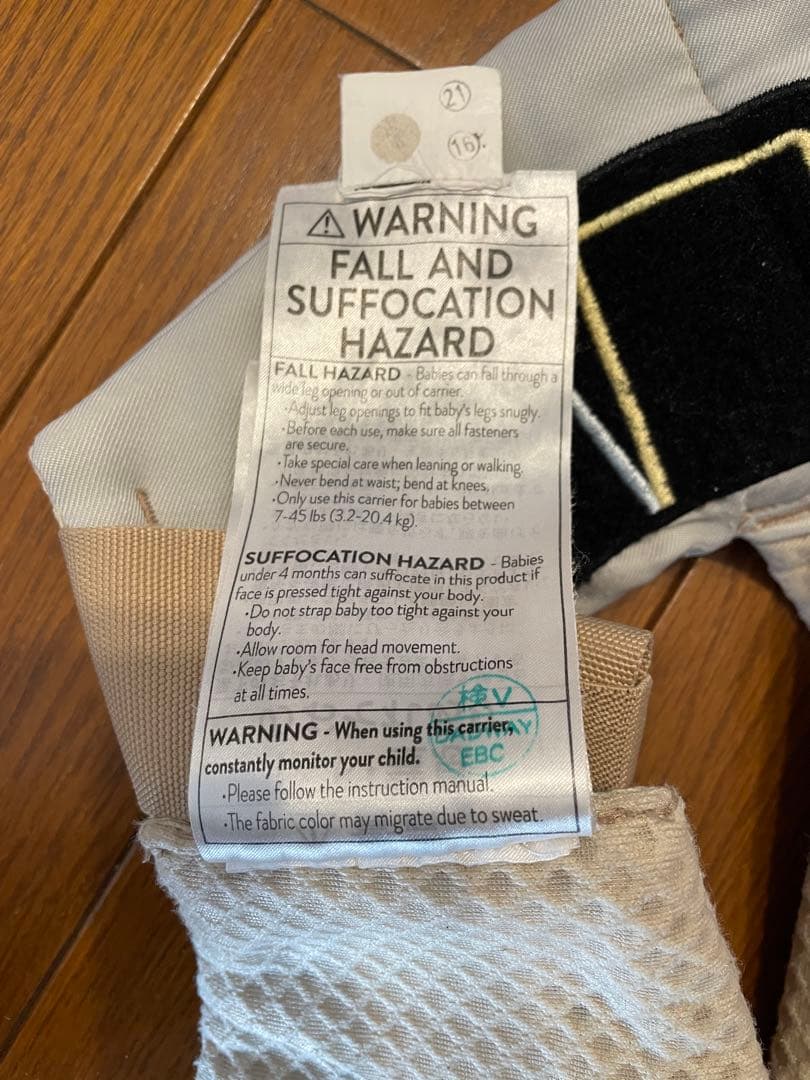 21
16
⚠ WARNING
FALL AND
SUFFOCATION
HAZARD
FALL HAZARD - Babies can fall through a
wide leg opening or out of carrier.
•Adjust leg openings to fit baby's legs snugly.
•Before each use, make sure all fasteners
are secure.
•Take special care when leaning or walking.
•Never bend at waist; bend at knees.
•Only use this carrier for babies between
7-45 lbs (3.2-20.4 kg).
SUFFOCATION HAZARD - Babies
under 4 months can suffocate in this product if
face is pressed tight against your body.
•Do not strap baby too tight against your
body.
•Allow room for head movement.
•Keep baby's face free from obstructions
at all times.
検 V
DADWAY
EBC
WARNING - When using this carrier,
constantly monitor your child.
•Please follow the instruction manual.
•The fabric color may migrate due to sweat.